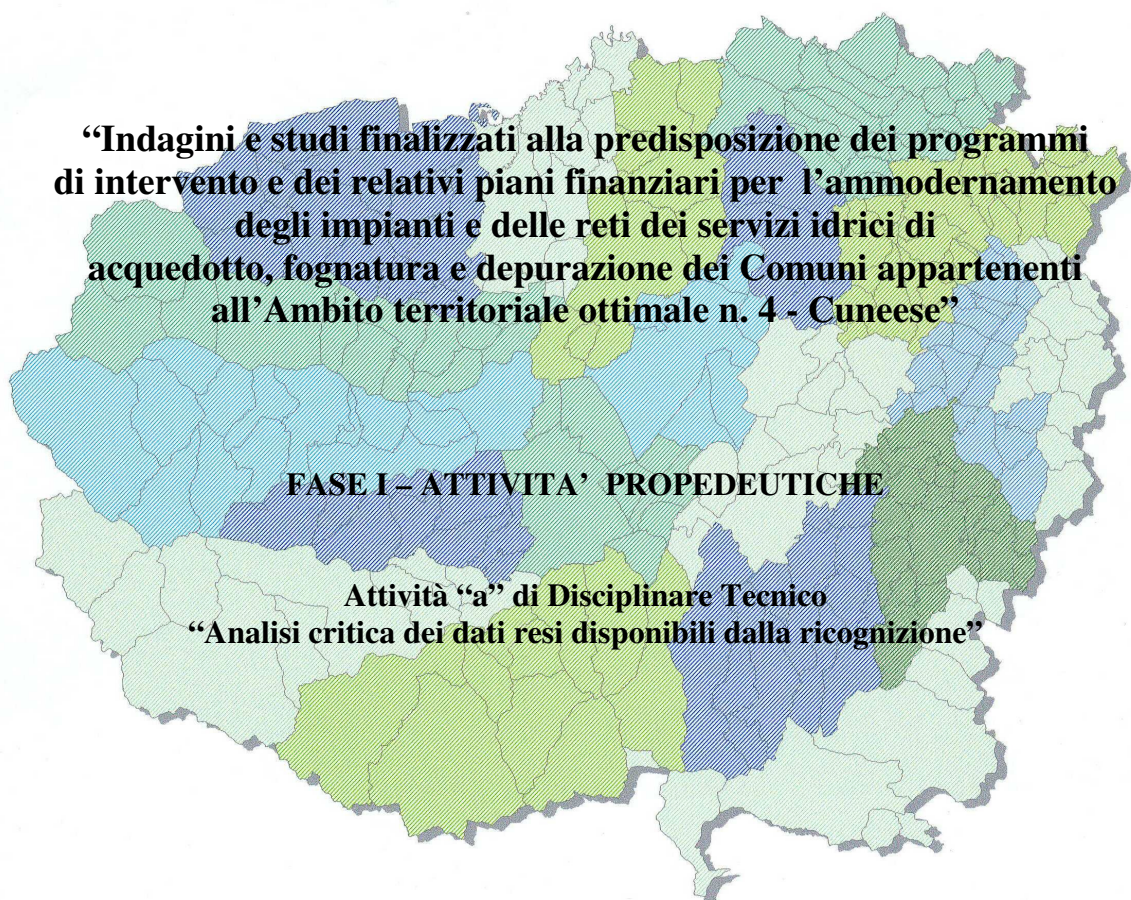 “Indagini e studi finalizzati alla predisposizione dei programmi
di intervento e dei relativi piani finanziari per l’ammodernamento
degli impianti e delle reti dei servizi idrici di
acquedotto, fognatura e depurazione dei Comuni appartenenti
all’Ambito territoriale ottimale n. 4 - Cuneese”
FASE I – ATTIVITA’ PROPEDEUTICHE
Attività “a” di Disciplinare Tecnico
“Analisi critica dei dati resi disponibili dalla ricognizione”